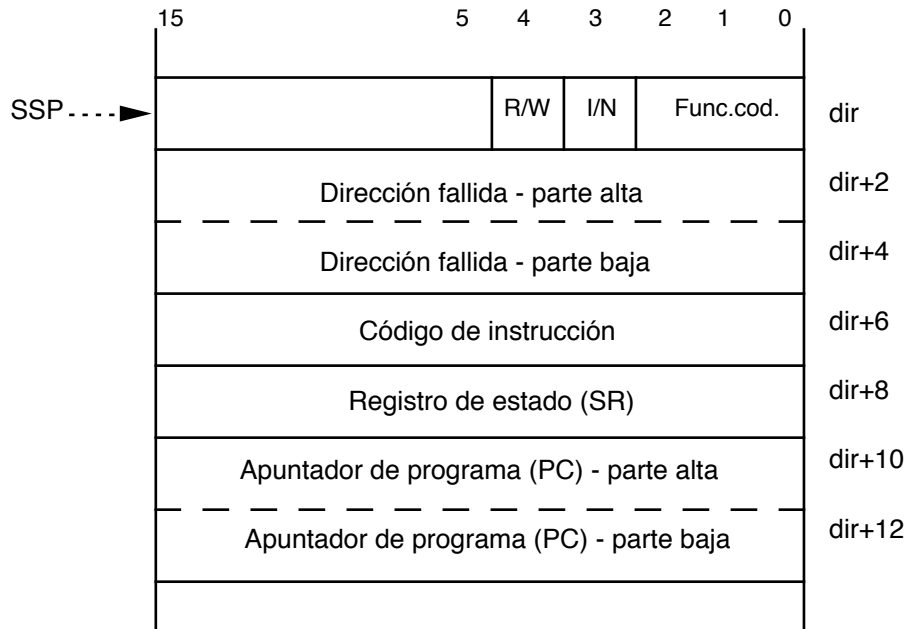 15 5 4 3 2 1 0
SSP R/W I/N Func.cod. dir
Dirección fallida - parte alta dir+2
Dirección fallida - parte baja dir+4
Código de instrucción dir+6
Registro de estado (SR) dir+8
Apuntador de programa (PC) - parte alta dir+10
Apuntador de programa (PC) - parte baja dir+12